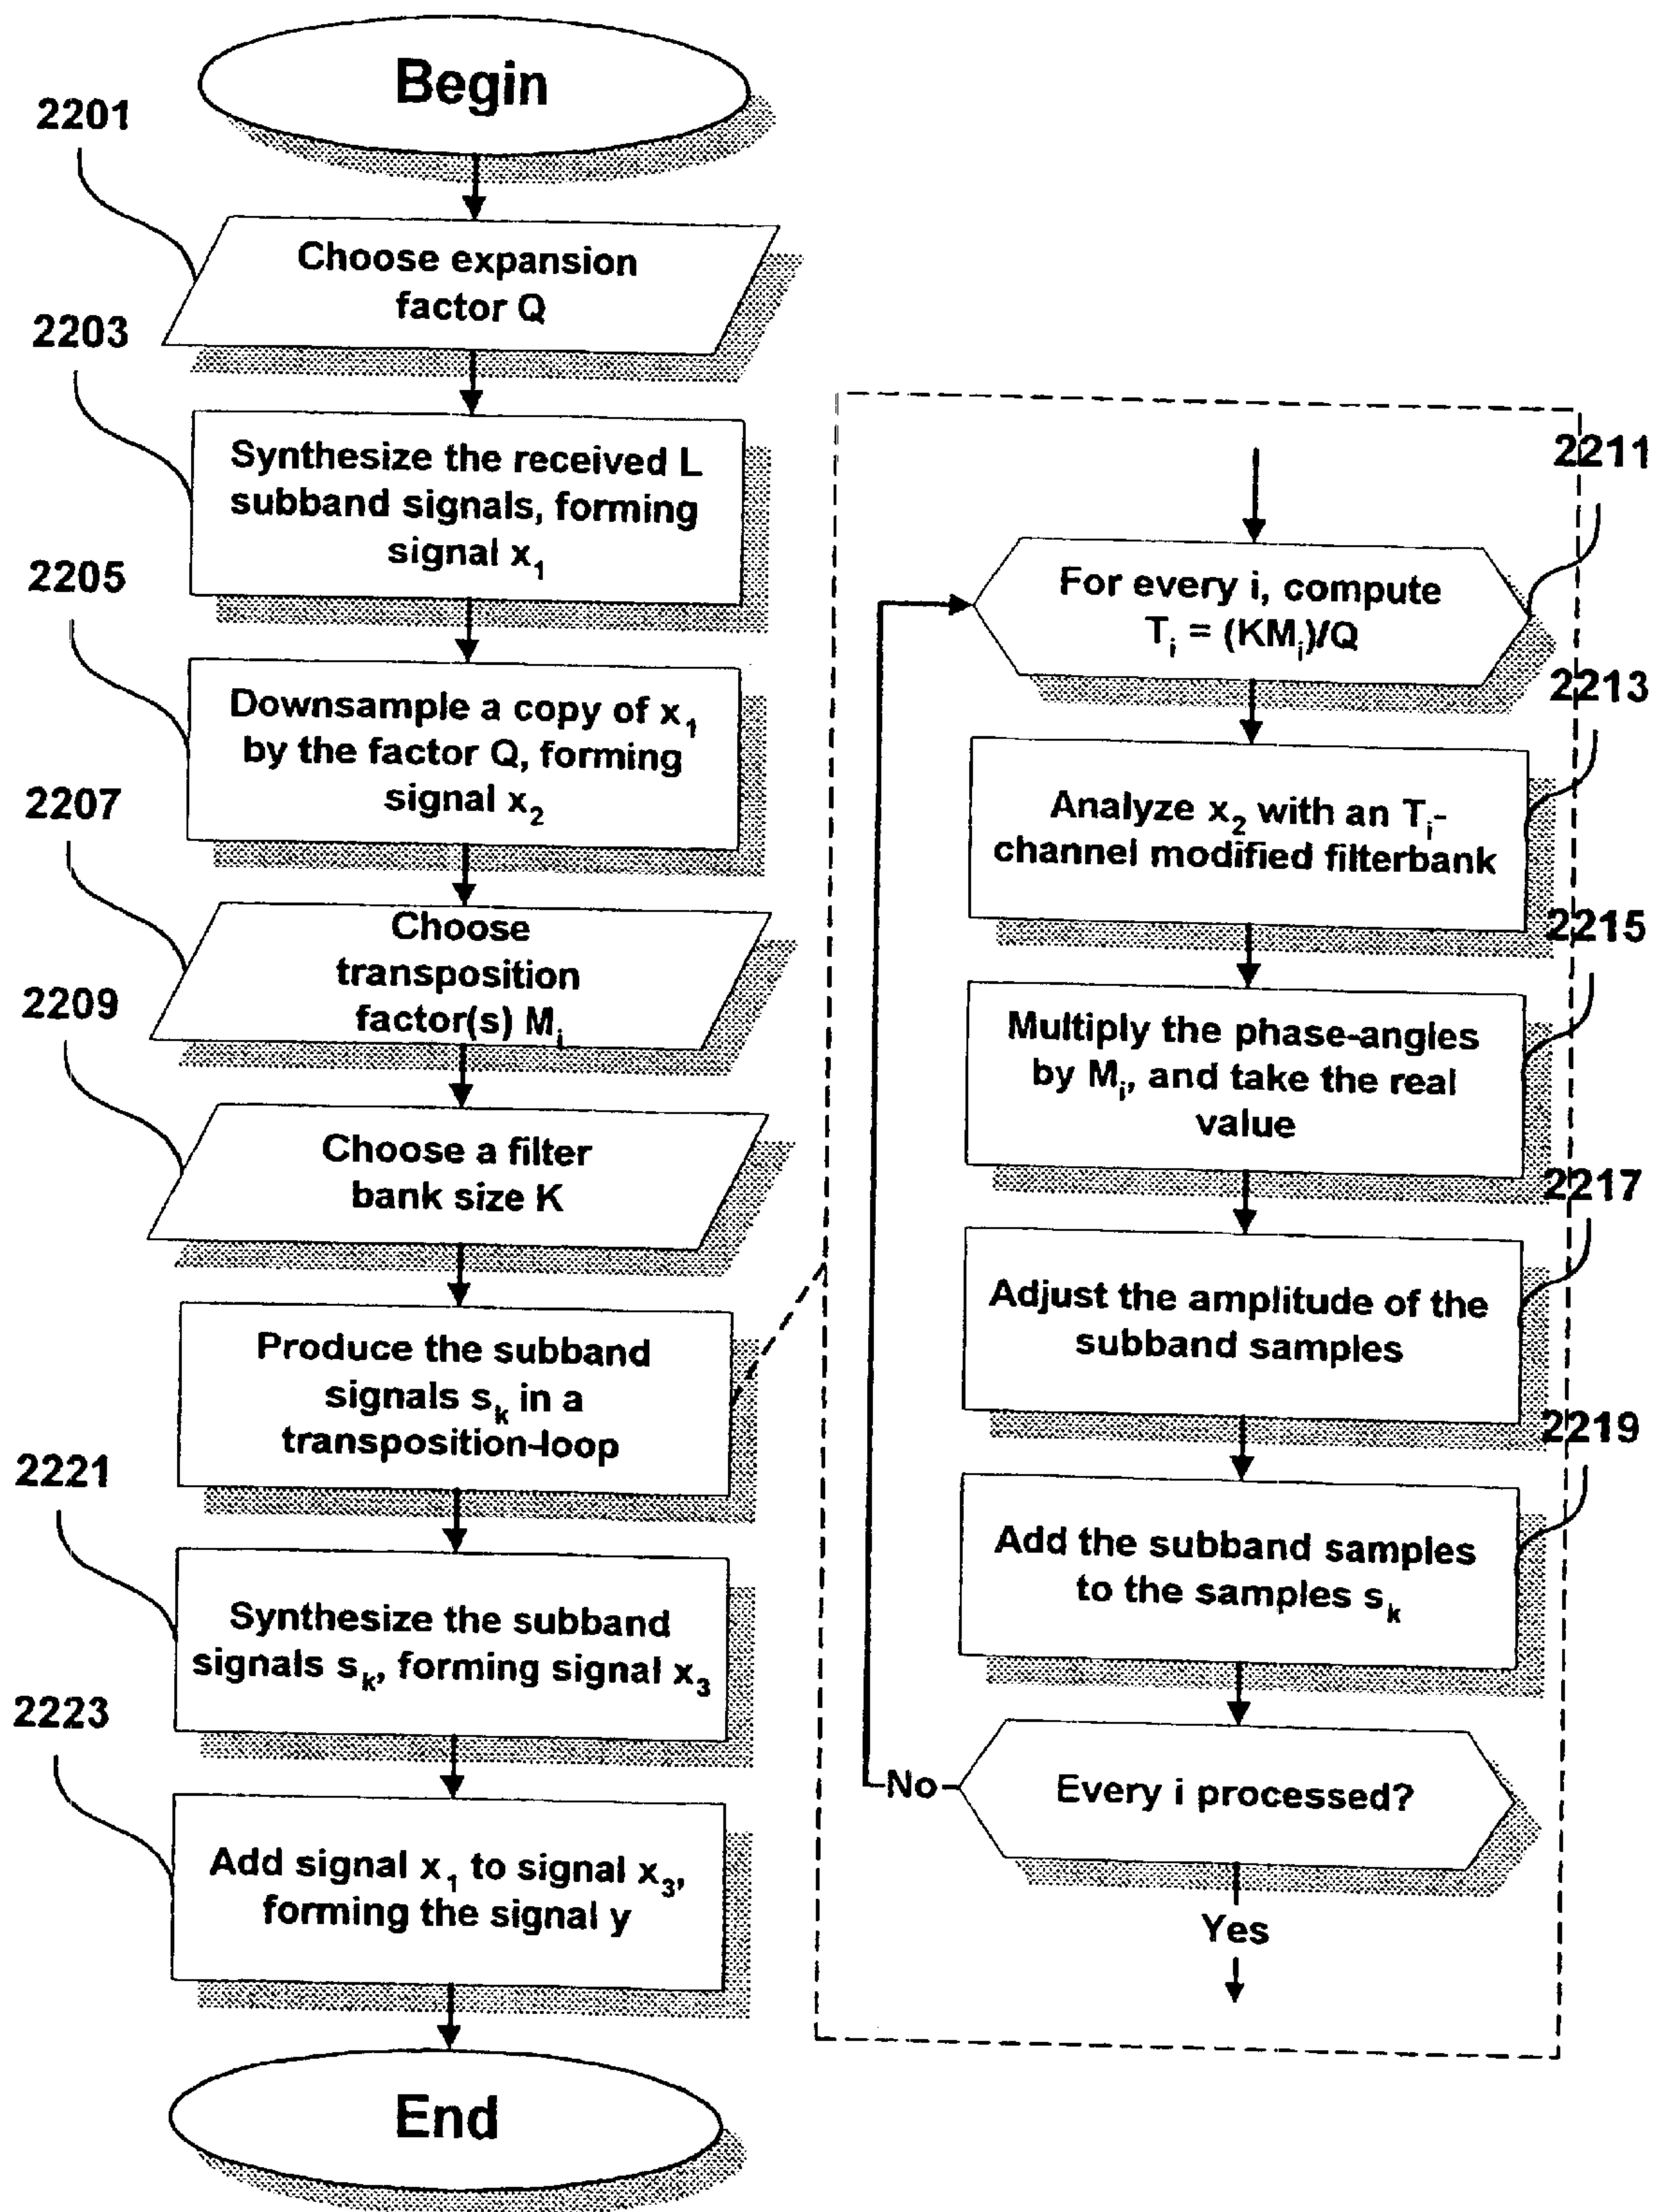 Begin
2201
Choose expansion
factor Q
2203
Synthesize the received L
subband signals, forming
signal x₁
2205
Downsample a copy of x₁
by the factor Q, forming
signal x₂
2207
Choose
transposition
factor(s) Mᵢ
2209
Choose a filter
bank size K
Produce the subband
signals sₖ in a
transposition-loop
2221
Synthesize the subband
signals sₖ, forming signal x₃
2223
Add signal x₁ to signal x₃,
forming the signal y
End
2211
For every i, compute
Tᵢ = (KMᵢ)/Q
2213
Analyze x₂ with an Tᵢ-
channel modified filterbank
2215
Multiply the phase-angles
by Mᵢ, and take the real
value
2217
Adjust the amplitude of the
subband samples
2219
Add the subband samples
to the samples sₖ
Every i processed?
No
Yes